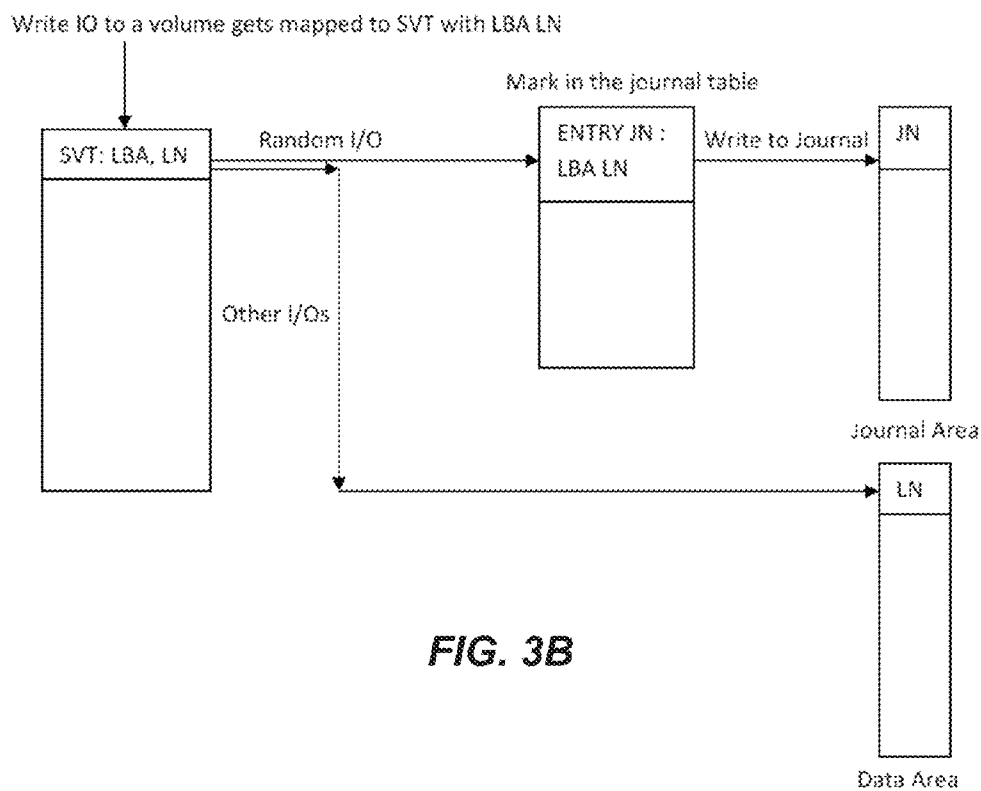 Write IO to a volume gets mapped to SVT with LBA LN
Mark in the journal table
SVT: LBA, LN
Random I/O
ENTRY JN :
LBA LN
Write to Journal
JN
Other I/Os
Journal Area
LN
FIG. 3B
Data Area